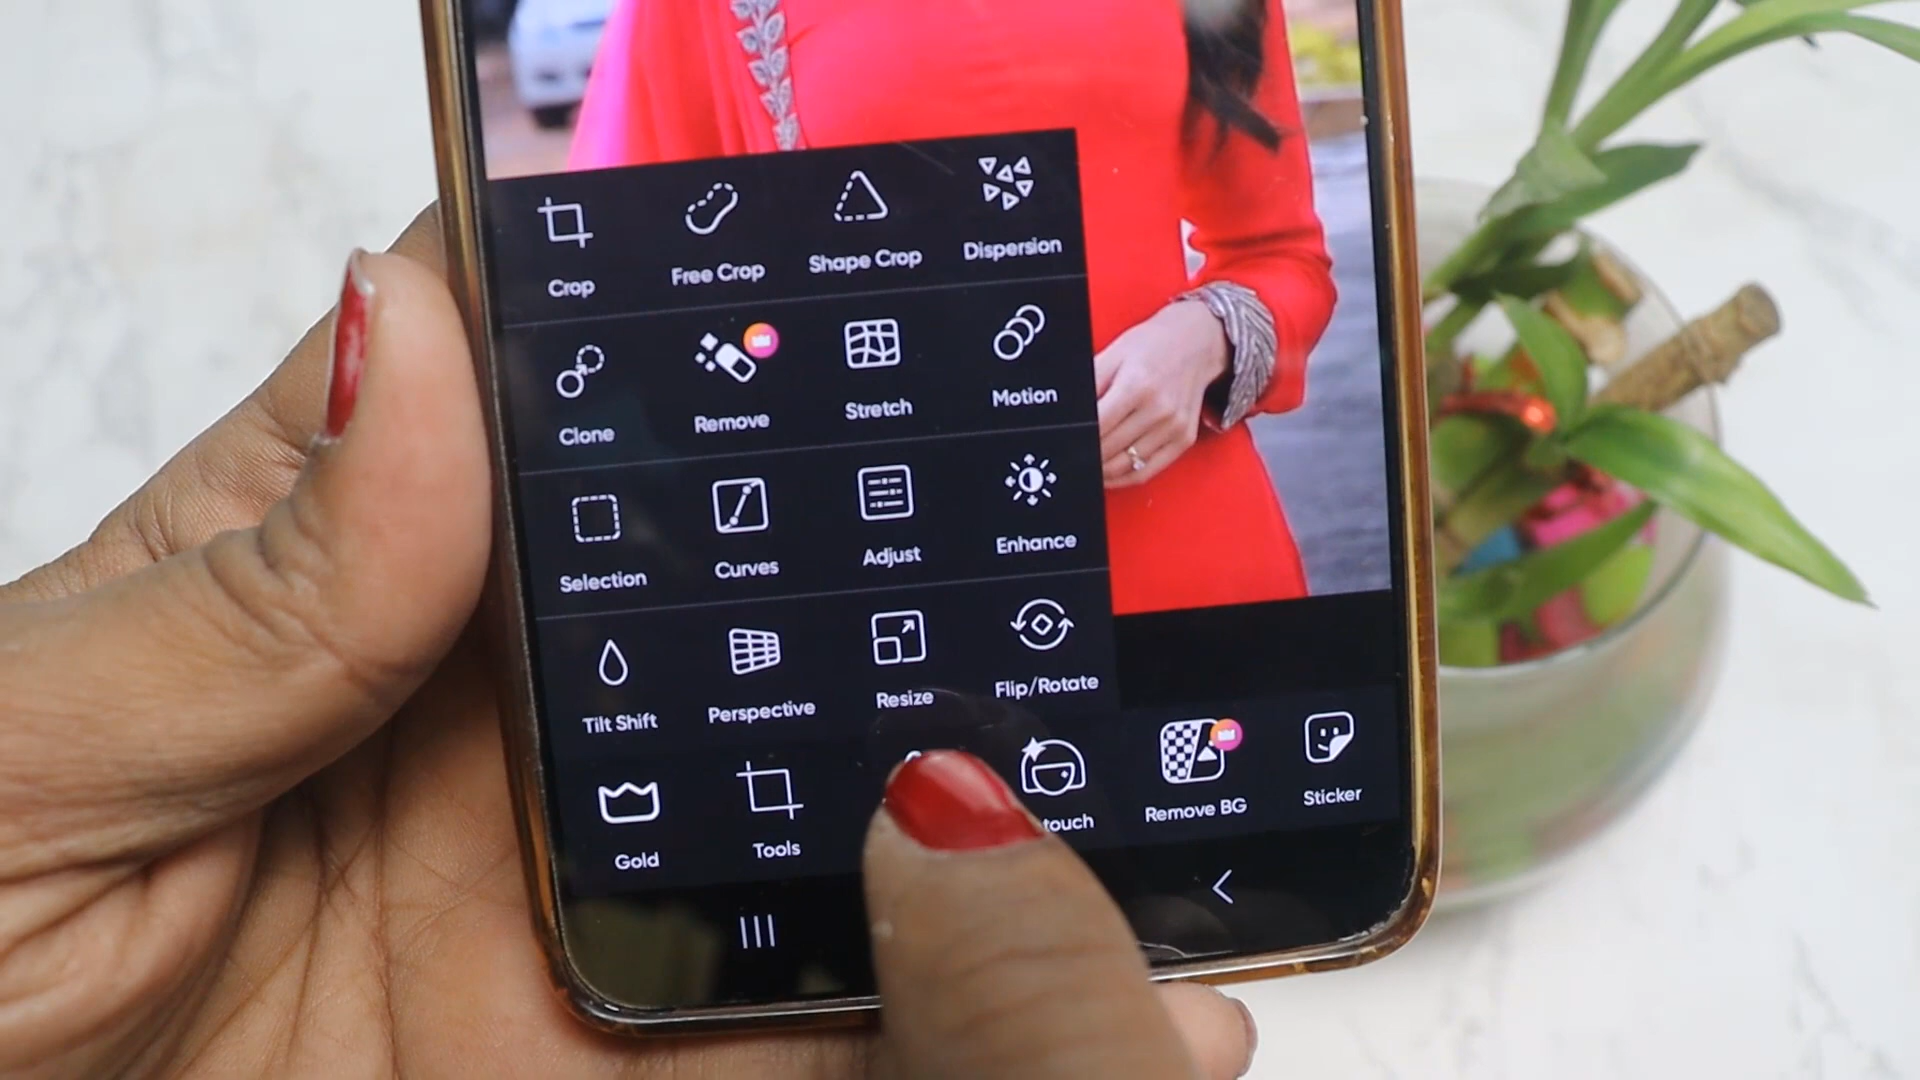 Crop
Free Crop
Shape Crop
Dispersion
Clone
Remove
Stretch
Motion
Selection
Curves
Adjust
Enhance
Tilt Shift
Perspective
Resize
Flip/Rotate
Gold
Tools
touch
Remove BG
Sticker